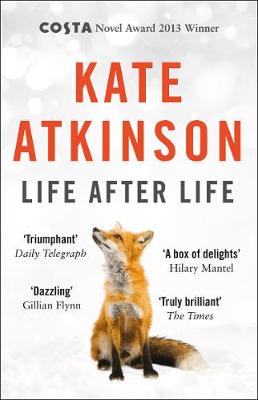 COSTA Novel Award 2013 Winner
KATE
ATKINSON
LIFE AFTER LIFE
‘Triumphant’
Daily Telegraph
‘A box of delights’
Hilary Mantel
‘Dazzling’
Gillian Flynn
‘Truly brilliant’
The Times